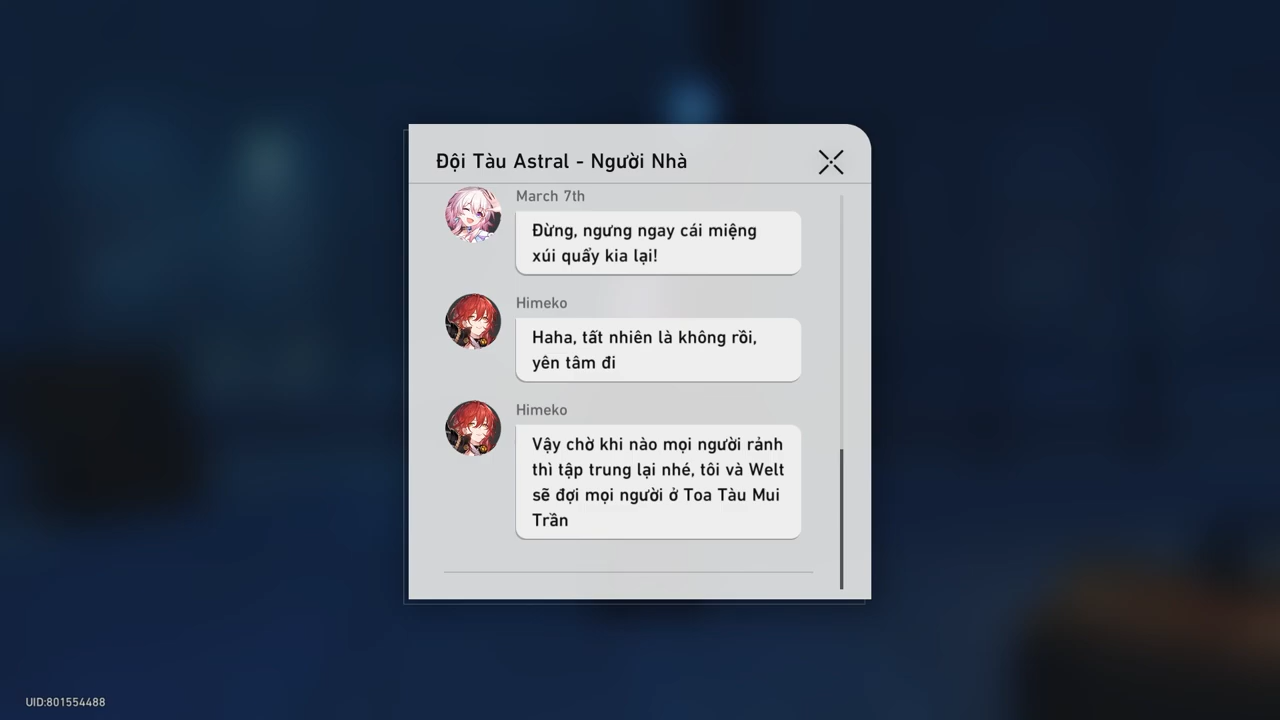 Đội Tàu Astral - Người Nhà
March 7th
Đừng, ngưng ngay cái miệng
xúi quẩy kia lại!
Himeko
Haha, tất nhiên là không rồi,
yên tâm đi
Himeko
Vậy chờ khi nào mọi người rảnh
thì tập trung lại nhé, tôi và Welt
sẽ đợi mọi người ở Toa Tàu Mui
Trần
UID:801554488